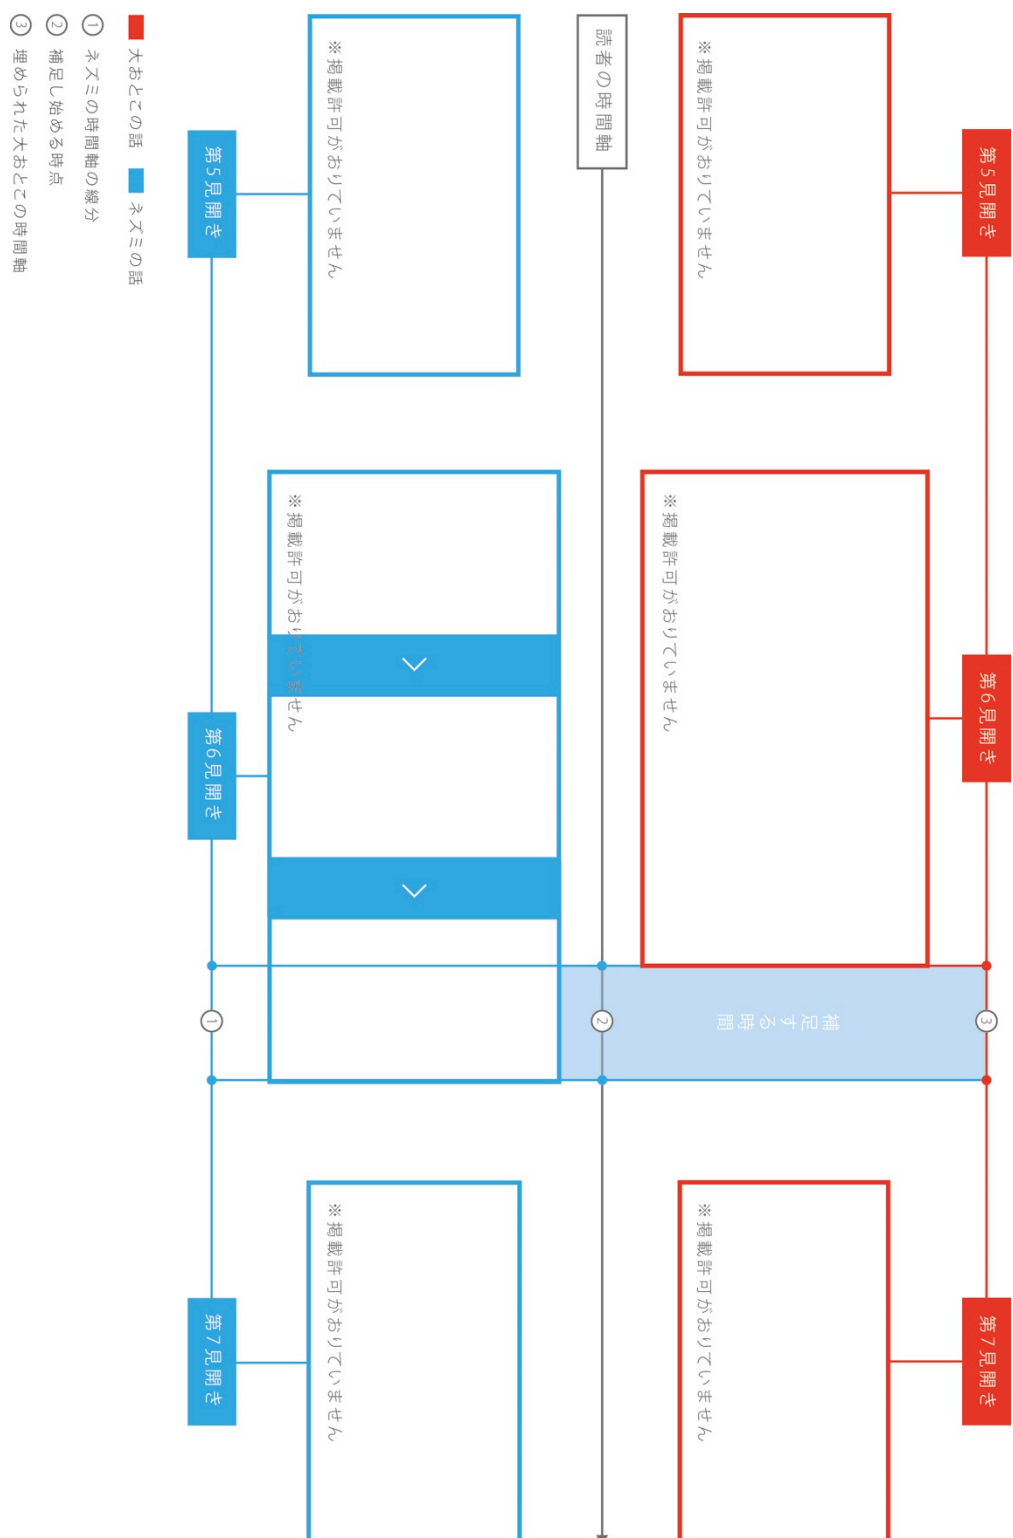 第5見開き
第6見開き
第7見開き
※掲載許可がおりていません
※掲載許可がおりていません
※掲載許可がおりていません
補足する時間
③
読者の時間軸
②
※掲載許可がおりていません
※掲載許可がおりていません
※掲載許可がおりていません
第5見開き
第6見開き
①
第7見開き
大おとこの話 ネズミの話
① ネズミの時間軸の線分
② 補足し始める時点
③ 埋められた大おとこの時間軸